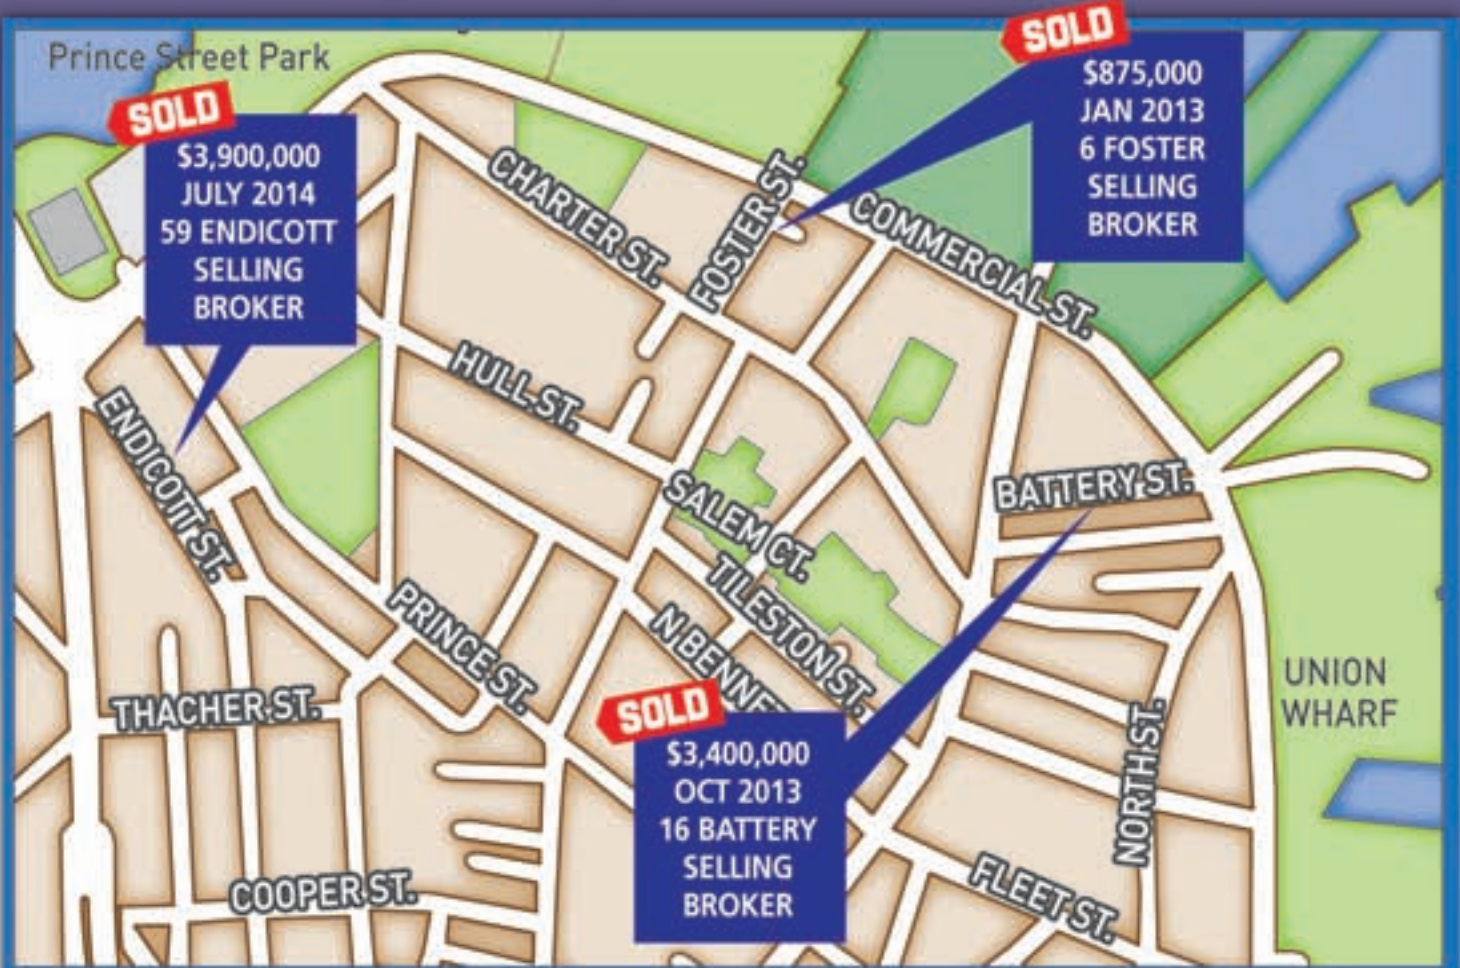 Prince Street Park
SOLD
$3,900,000
JULY 2014
59 ENDICOTT
SELLING
BROKER
SOLD
$875,000
JAN 2013
6 FOSTER
SELLING
BROKER
CHARTER ST.
FOSTER ST.
COMMERCIAL ST.
HULL ST.
ENDICOTT ST.
SALEM CT.
BATTERY ST.
TILESTON ST.
PRINCE ST.
N BENNE
THACHER ST.
UNION
WHARF
NORTH ST.
SOLD
$3,400,000
OCT 2013
16 BATTERY
SELLING
BROKER
COOPER ST.
FLEET ST.